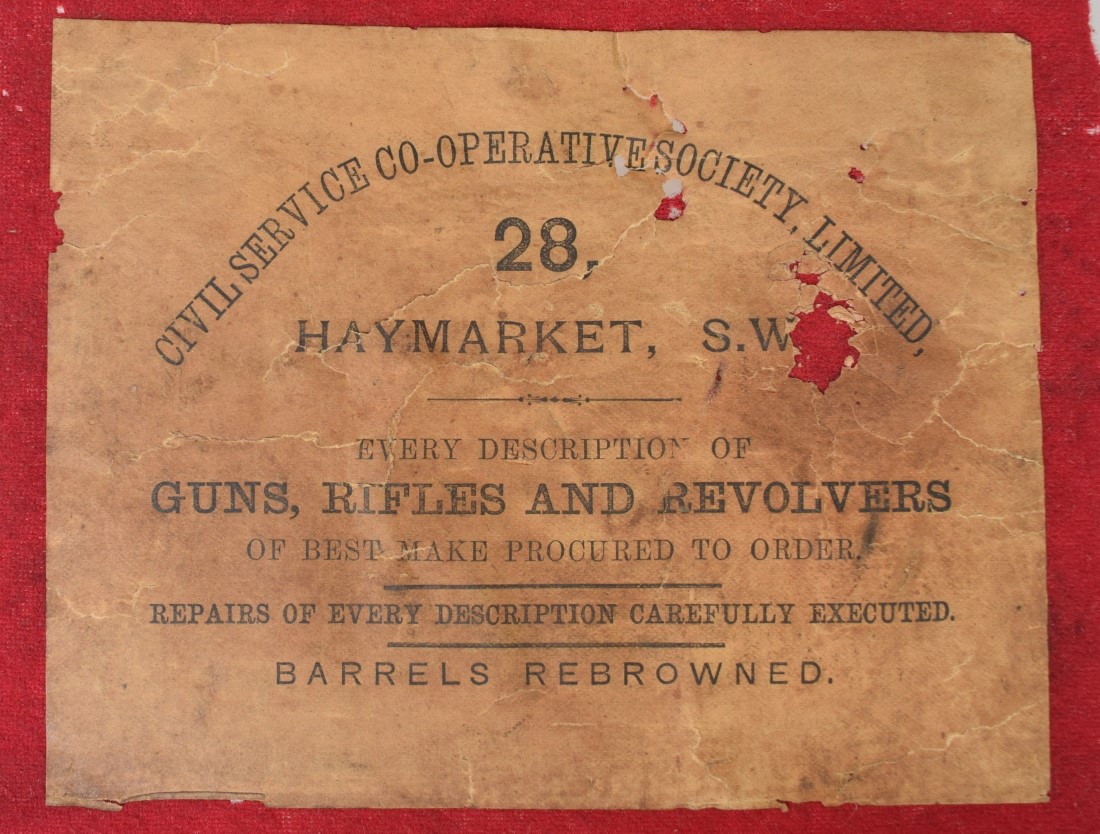 CIVIL SERVICE CO-OPERATIVE SOCIETY, LIMITED,
28,
HAYMARKET, S.W
EVERY DESCRIPTION OF
GUNS, RIFLES AND REVOLVERS
OF BEST MAKE PROCURED TO ORDER.
REPAIRS OF EVERY DESCRIPTION CAREFULLY EXECUTED.
BARRELS REBROWNED.